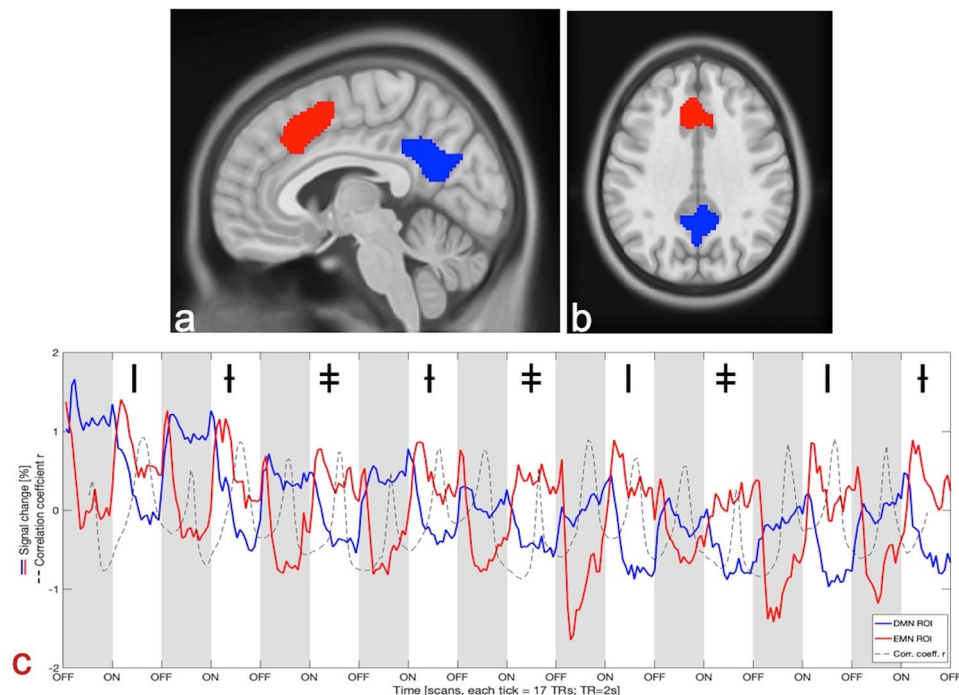 a
b
2
1
0
-1
-2
Signal change [%]
-- Correlation coeffcient r
DMN ROI
EMN ROI
Corr. coeff. r
C
OFF ON OFF ON OFF ON OFF ON OFF ON OFF ON OFF ON OFF ON OFF ON OFF
Time [scans, each tick = 17 TRs; TR=2s]